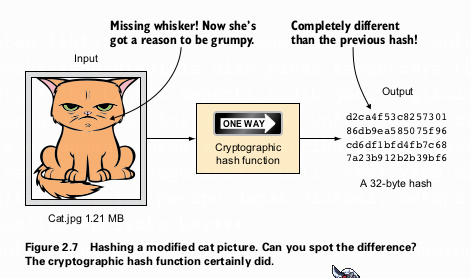 Missing whisker! Now she's
got a reason to be grumpy.
Completely different
than the previous hash!
Input
Output
ONE WAY
Cryptographic
hash function
d2ca4f53c8257301
86db9ea585075f96
cd6df1bfd4fb7c68
7a23b912b2b39bf6
A 32-byte hash
Cat.jpg 1.21 MB
Figure 2.7 Hashing a modified cat picture. Can you spot the difference?
The cryptographic hash function certainly did.